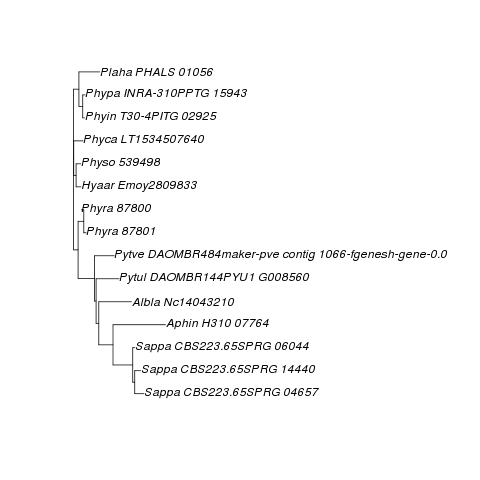 Plaha PHALS 01056
Phypa INRA-310PPTG 15943
Phyin T30-4PITG 02925
Phyca LT1534507640
Physo 539498
Hyaar Emoy2809833
Phyra 87800
Phyra 87801
Pytve DAOMBR484maker-pve contig 1066-fgenesh-gene-0.0
Pytul DAOMBR144PYU1 G008560
Albla Nc14043210
Aphin H310 07764
Sappa CBS223.65SPRG 06044
Sappa CBS223.65SPRG 14440
Sappa CBS223.65SPRG 04657